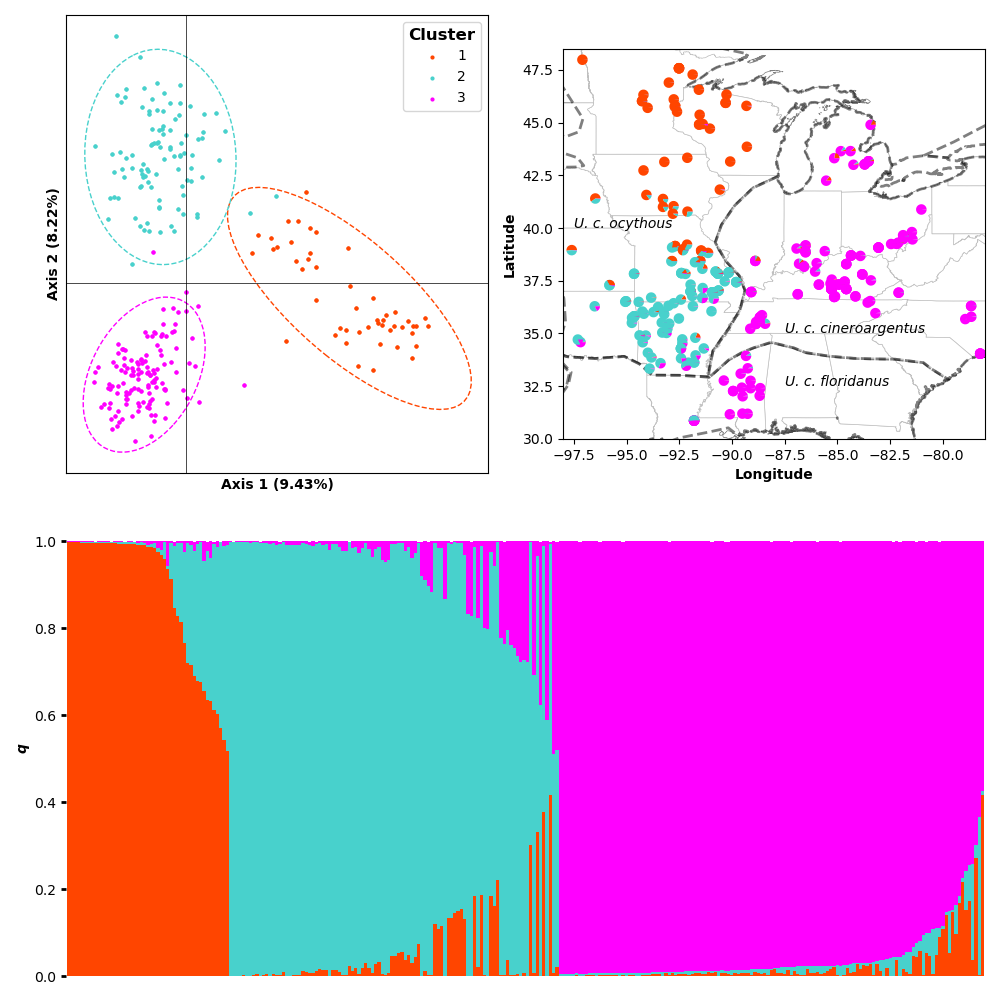 Cluster
1
2
3
Axis 2 (8.22%)
Axis 1 (9.43%)
47.5
45.0
42.5
40.0
37.5
35.0
32.5
30.0
Latitude
U. c. ocythous
U. c. cineroargentus
U. c. floridanus
−97.5 −95.0 −92.5 −90.0 −87.5 −85.0 −82.5 −80.0
Longitude
1.0
0.8
0.6
0.4
0.2
0.0
q